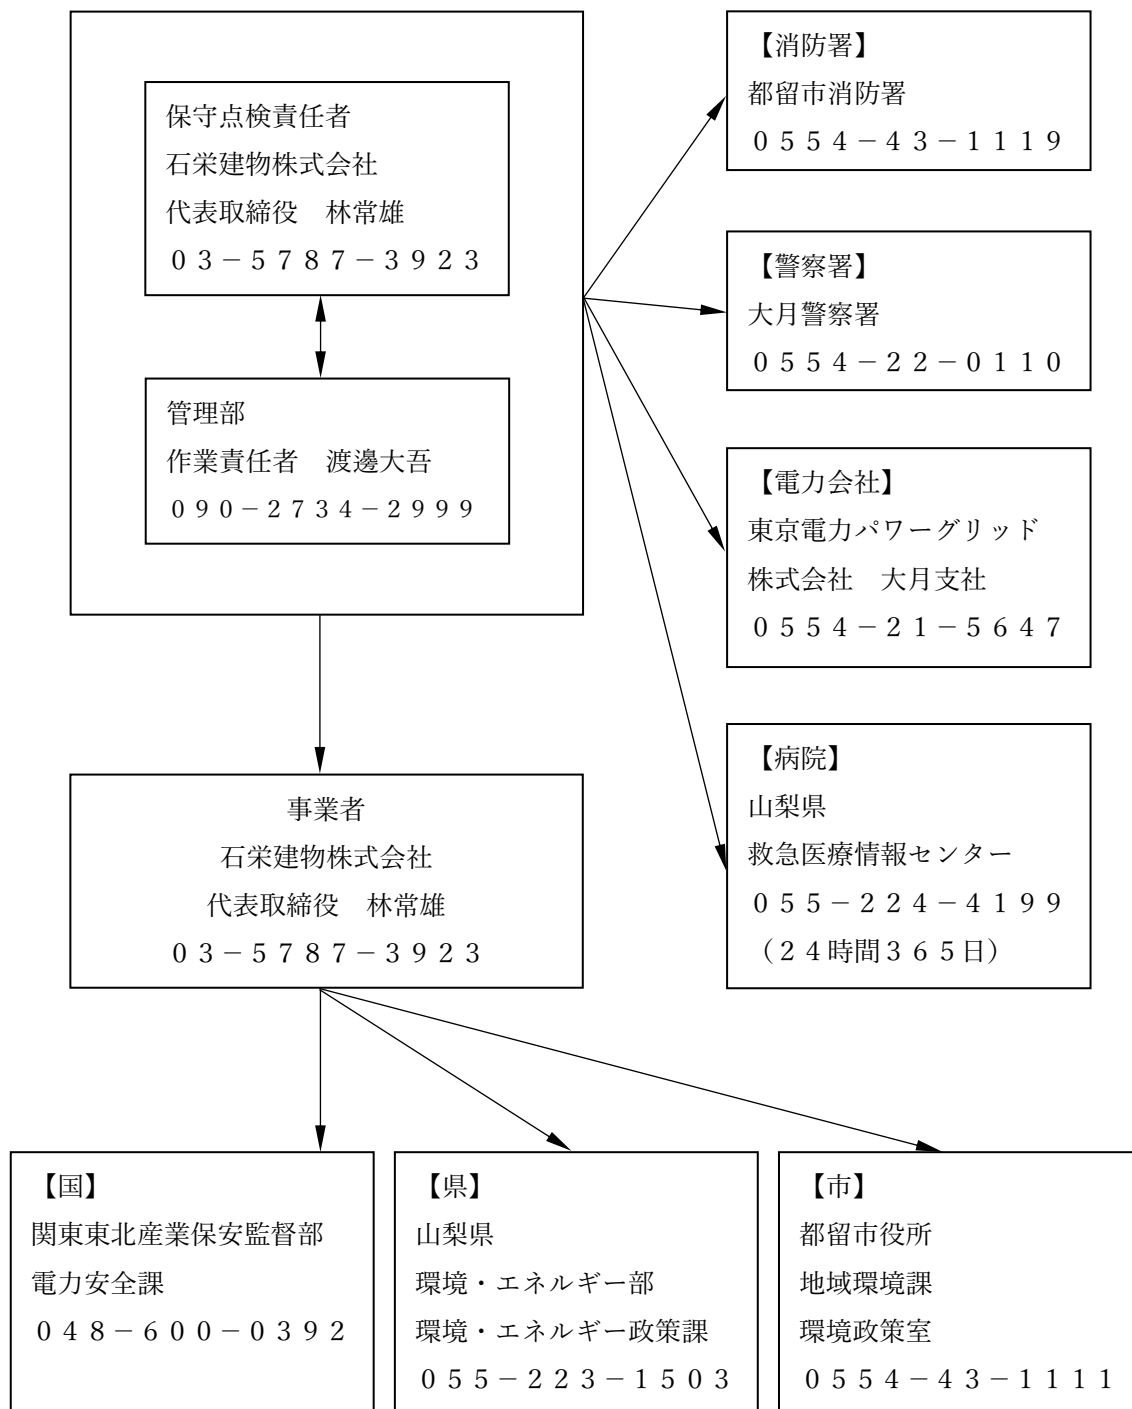 保守点検責任者
石栄建物株式会社
代表取締役　林常雄
０３－５７８７－３９２３
管理部
作業責任者　渡邊大吾
０９０－２７３４－２９９９
【消防署】
都留市消防署
０５５４－４３－１１１９
【警察署】
大月警察署
０５５４－２２－０１１０
【電力会社】
東京電力パワーグリッド
株式会社　大月支社
０５５４－２１－５６４７
【病院】
山梨県
救急医療情報センター
０５５－２２４－４１９９
（２４時間３６５日）
事業者
石栄建物株式会社
代表取締役　林常雄
０３－５７８７－３９２３
【国】
関東東北産業保安監督部
電力安全課
０４８－６００－０３９２
【県】
山梨県
環境・エネルギー部
環境・エネルギー政策課
０５５－２２３－１５０３
【市】
都留市役所
地域環境課
環境政策室
０５５４－４３－１１１１